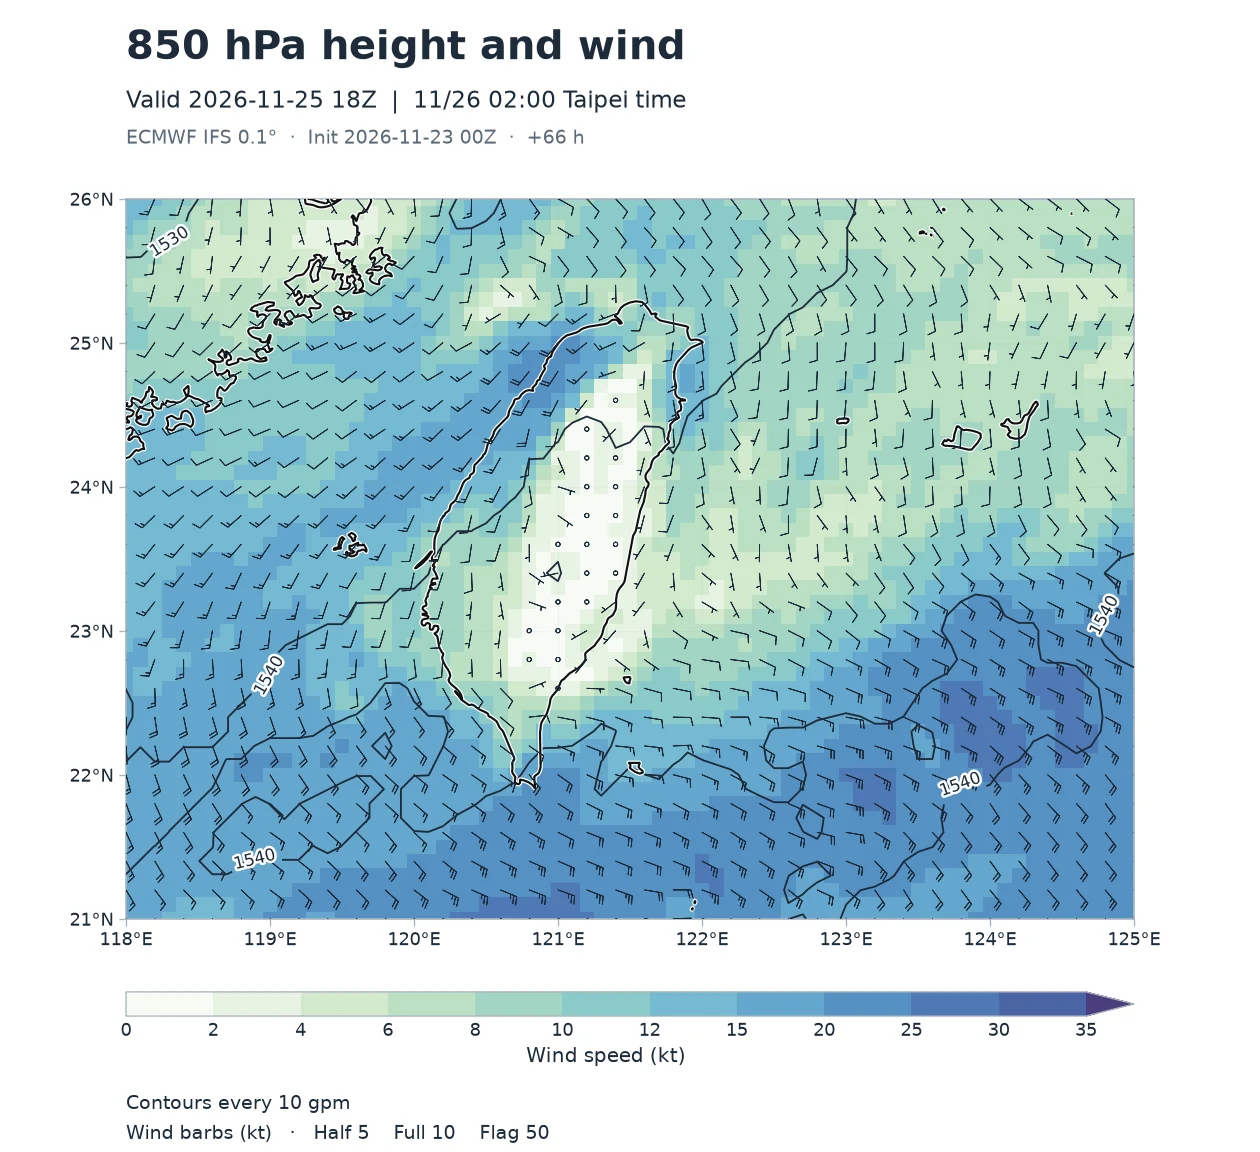 850 hPa height and wind
Valid 2026-11-25 18Z | 11/26 02:00 Taipei time
ECMWF IFS 0.1° · Init 2026-11-23 00Z · +66 h
26°N
1530
25°N
24°N
23°N
1540
1540
22°N
1540
1540
21°N
118°E 119°E 120°E 121°E 122°E 123°E 124°E 125°E
0 2 4 6 8 10 12 15 20 25 30 35
Wind speed (kt)
Contours every 10 gpm
Wind barbs (kt) · Half 5 Full 10 Flag 50